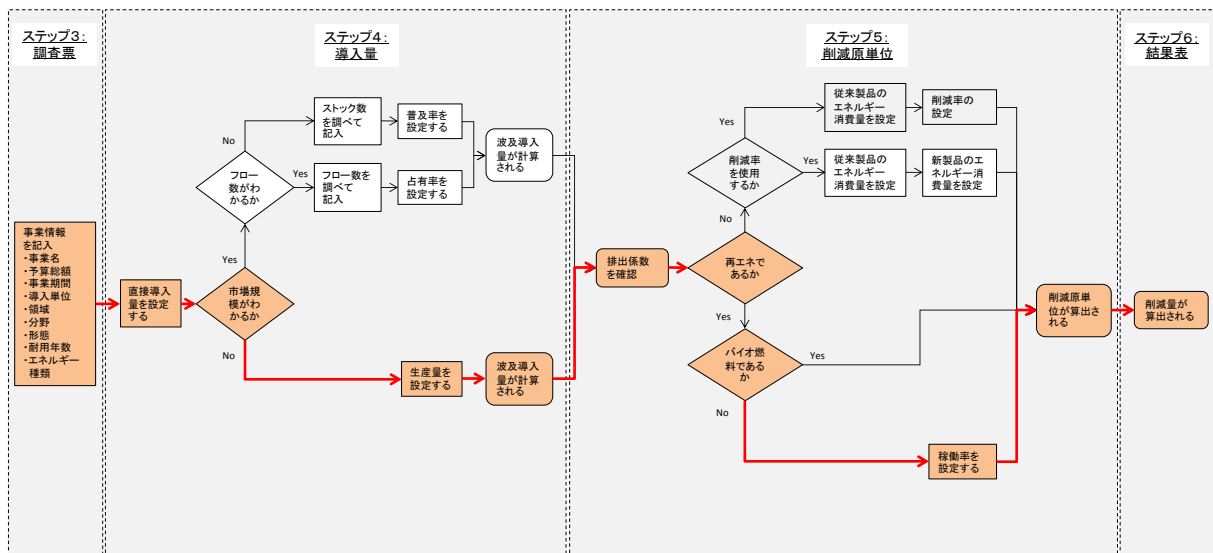 ステップ3:
調査票
事業情報
を記入
・事業名
・予算総額
・事業期間
・導入単位
・領域
・分野
・形態
・耐用年数
・エネルギー
種類
ステップ4:
導入量
直接導入
量を設定
する
市場規
模がわ
かるか
Yes
No
フロー
数がわ
かるか
No
Yes
ストック数
を調べて
記入
普及率を
設定する
フロー数を
調べて
記入
占有率を
設定する
波及導入
量が計算
される
生産量を
設定する
波及導入
量が計算
される
ステップ5:
削減原単位
排出係数
を確認
再エネで
あるか
No
Yes
削減率
を使用
するか
Yes
Yes
従来製品の
エネルギー
消費量を設定
削減率の
設定
従来製品の
エネルギー
消費量を設定
新製品のエ
ネルギー消
費量を設定
バイオ燃
料である
か
Yes
No
稼働率を
設定する
削減原単
位が算出さ
れる
ステップ6:
結果表
削減量が
算出される